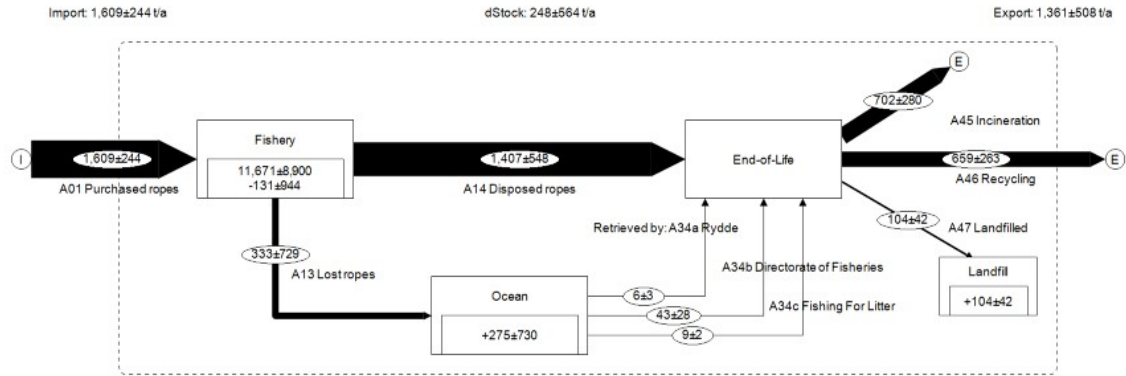 Import: 1,609±244 t/a
dStock: 248±564 t/a
Export: 1,361±508 t/a
E
702±280
A45 Incineration
I
1,609±244
A01 Purchased ropes
Fishery
11,671±8,900
-131±944
1,407±548
A14 Disposed ropes
End-of-Life
659±263
E
A46 Recycling
333±729
A13 Lost ropes
Retrieved by: A34a Rydde
A34b Directorate of Fisheries
A34c Fishing For Litter
104±42
A47 Landfilled
Landfill
+104±42
Ocean
+275±730
6±3
43±28
9±2